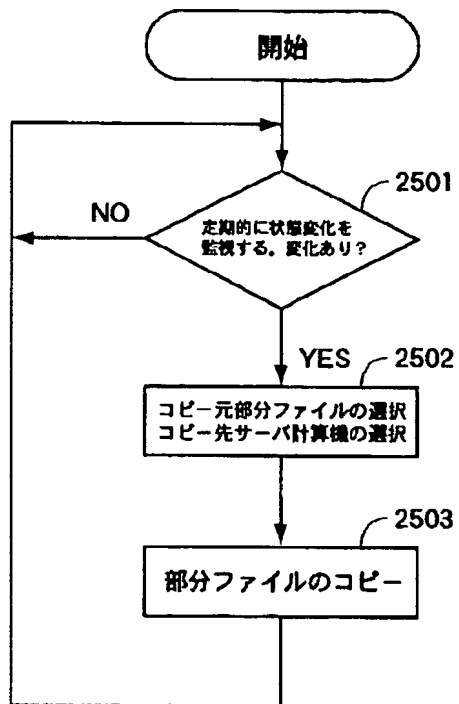 開始
2501
NO
定期的に状態変化を
監視する。変化あり？
YES
2502
コピー元部分ファイルの選択
コピー先サーバ計算機の選択
2503
部分ファイルのコピー